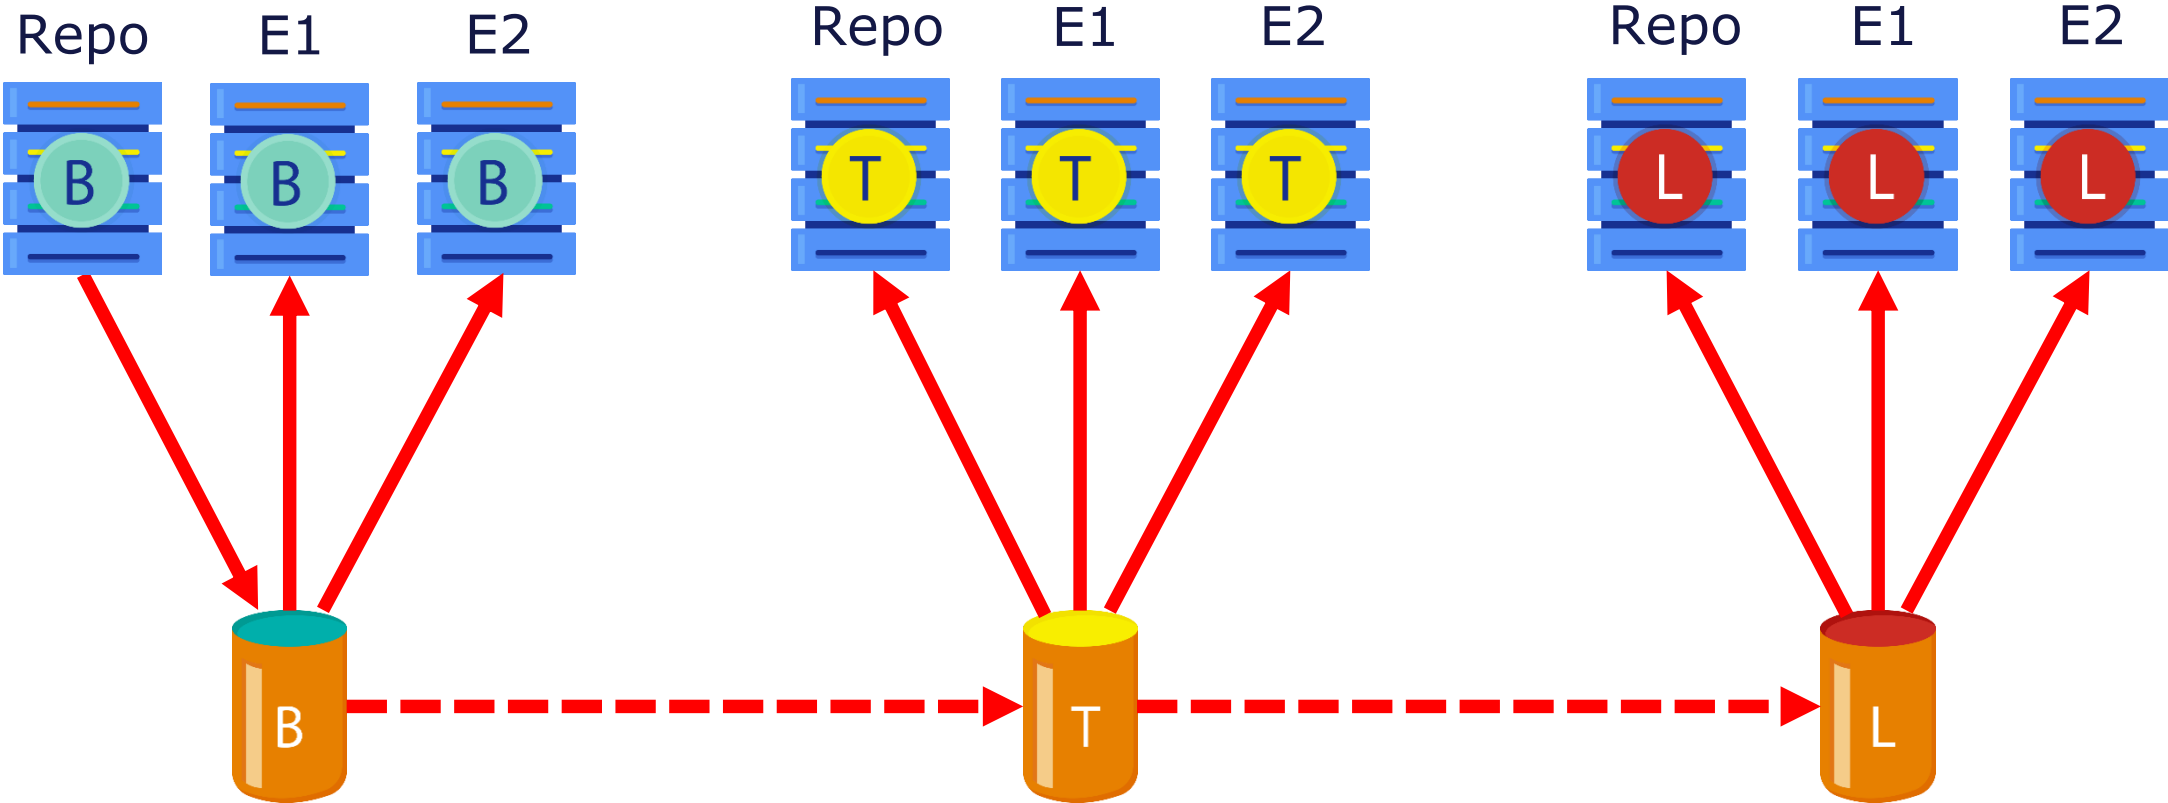 Repo E1 E2 Repo E1 E2 Repo E1 E2
B B B T T T L L L
B T L